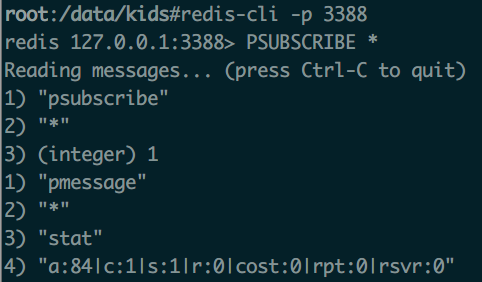 root:/data/kids#redis-cli -p 3388
redis 127.0.0.1:3388> PSUBSCRIBE *
Reading messages... (press Ctrl-C to quit)
1) "psubscribe"
2) "*"
3) (integer) 1
1) "pmessage"
2) "*"
3) "stat"
4) "a:84|c:1|s:1|r:0|cost:0|rpt:0|rsvr:0"